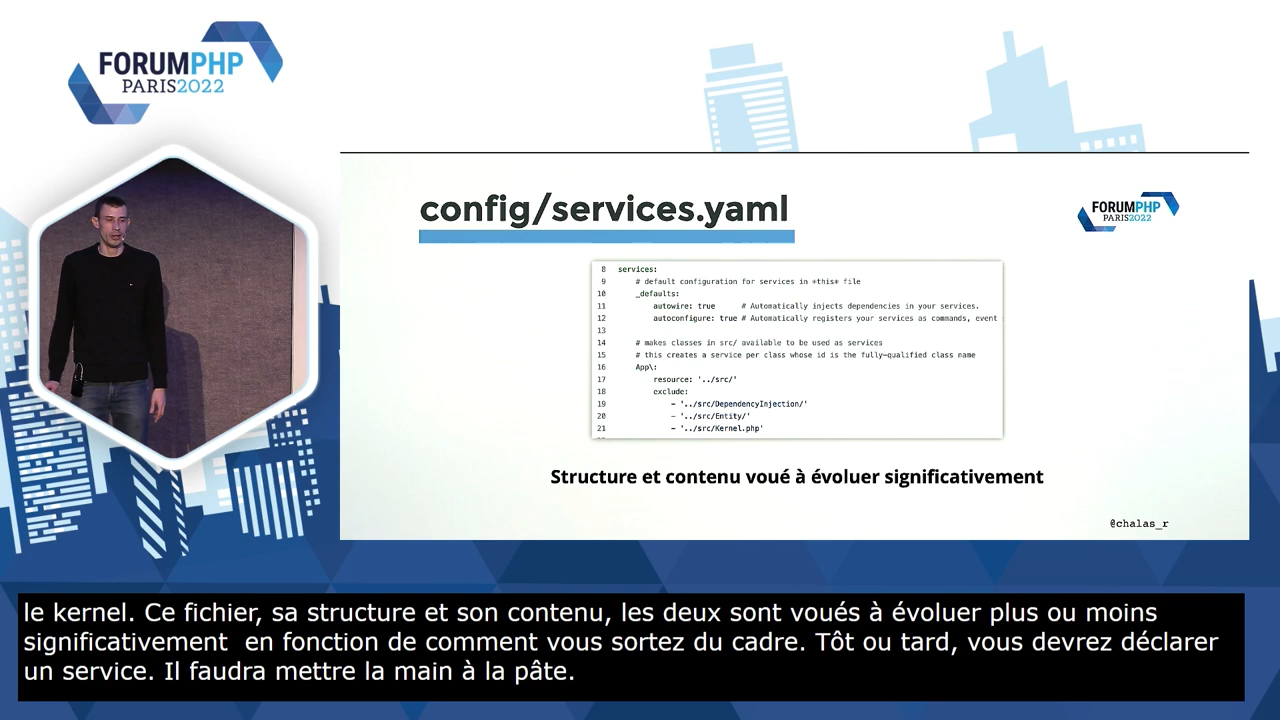 FORUMPHP
PARIS2022
config/services.yaml
FORUMPHP
PARIS2022
8 services:
9 # default configuration for services in *this* file
10 _defaults:
11 autowire: true # Automatically injects dependencies in your services.
12 autoconfigure: true # Automatically registers your services as commands, event
13
14 # makes classes in src/ available to be used as services
15 # this creates a service per class whose id is the fully-qualified class name
16 App\:
17 resource: '../src/'
18 exclude:
19 - '../src/DependencyInjection/'
20 - '../src/Entity/'
21 - '../src/Kernel.php'
Structure et contenu voué à évoluer significativement
@chalas_r
le kernel. Ce fichier, sa structure et son contenu, les deux sont voués à évoluer plus ou moins
significativement  en fonction de comment vous sortez du cadre. Tôt ou tard, vous devrez déclarer
un service. Il faudra mettre la main à la pâte.